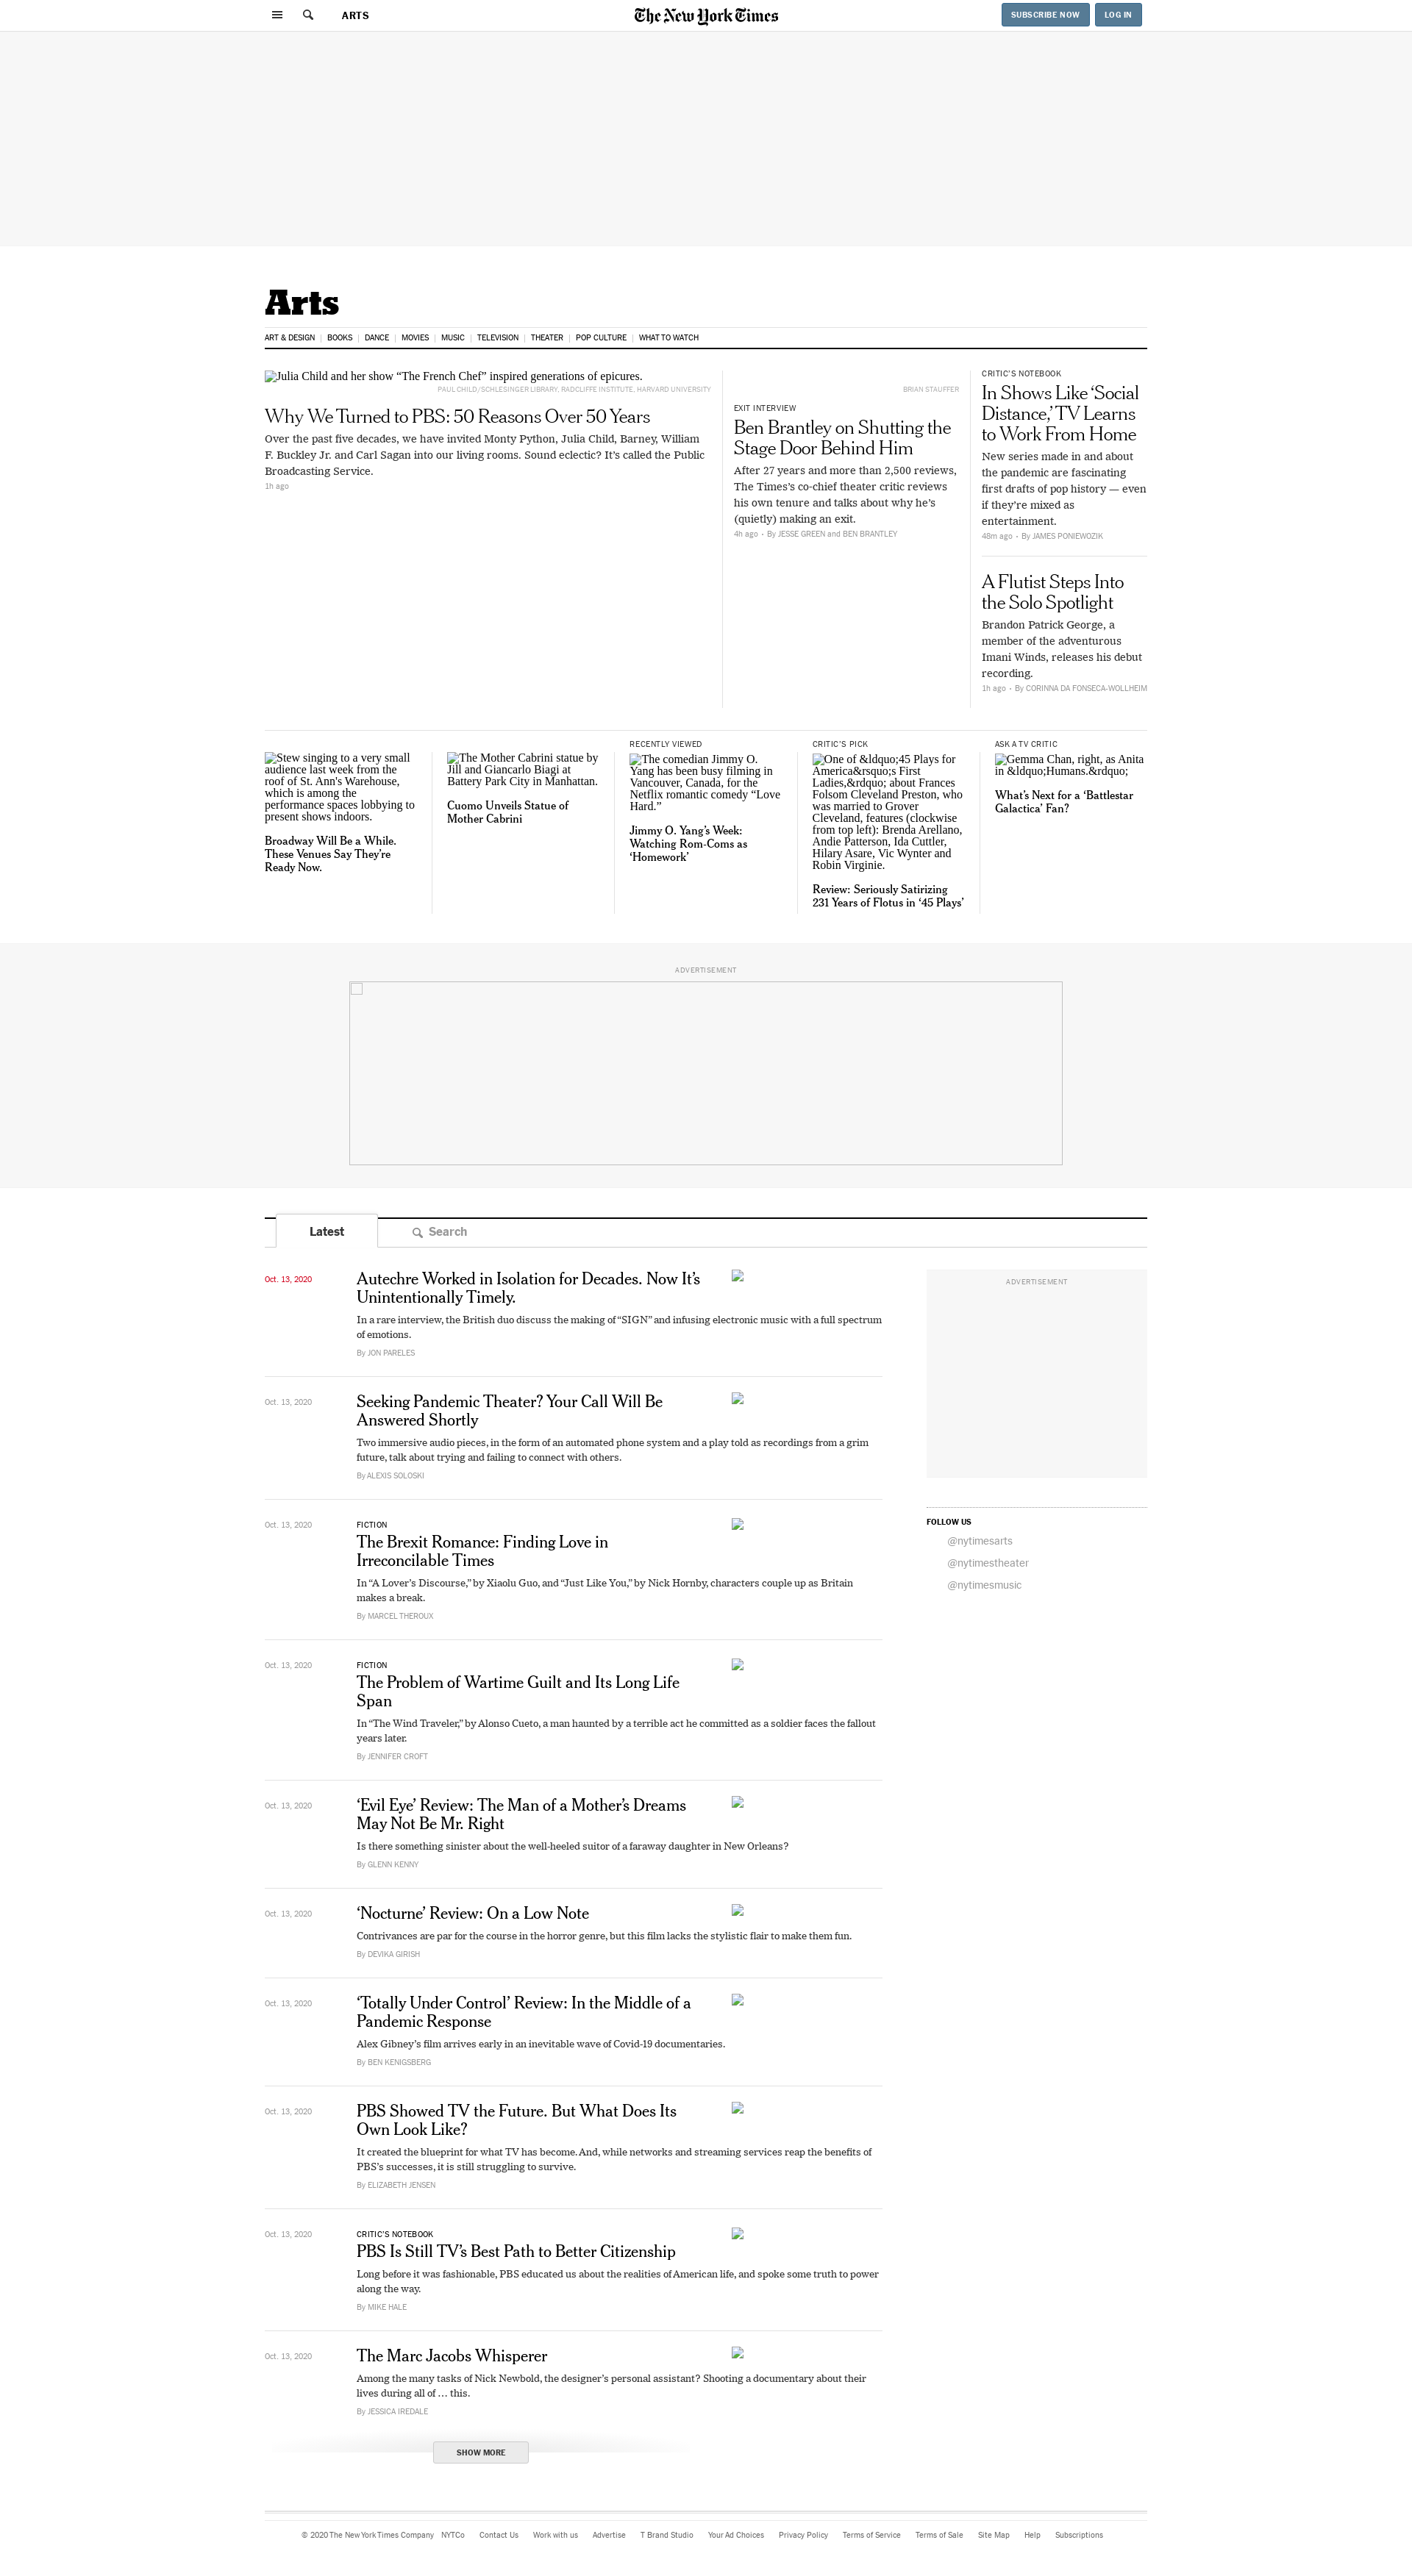 ARTS
The New York Times
SUBSCRIBE NOW
LOG IN
Arts
ART & DESIGN | BOOKS | DANCE | MOVIES | MUSIC | TELEVISION | THEATER | POP CULTURE | WHAT TO WATCH
Julia Child and her show “The French Chef” inspired generations of epicures.
PAUL CHILD/SCHLESINGER LIBRARY, RADCLIFFE INSTITUTE, HARVARD UNIVERSITY
Why We Turned to PBS: 50 Reasons Over 50 Years
Over the past five decades, we have invited Monty Python, Julia Child, Barney, William
F. Buckley Jr. and Carl Sagan into our living rooms. Sound eclectic? It’s called the Public
Broadcasting Service.
1h ago
BRIAN STAUFFER
EXIT INTERVIEW
Ben Brantley on Shutting the
Stage Door Behind Him
After 27 years and more than 2,500 reviews,
The Times’s co-chief theater critic reviews
his own tenure and talks about why he’s
(quietly) making an exit.
4h ago • By JESSE GREEN and BEN BRANTLEY
CRITIC’S NOTEBOOK
In Shows Like ‘Social
Distance,’ TV Learns
to Work From Home
New series made in and about
the pandemic are fascinating
first drafts of pop history — even
if they’re mixed as
entertainment.
48m ago • By JAMES PONIEWOZIK
A Flutist Steps Into
the Solo Spotlight
Brandon Patrick George, a
member of the adventurous
Imani Winds, releases his debut
recording.
1h ago • By CORINNA DA FONSECA-WOLLHEIM
Stew singing to a very small
audience last week from the
roof of St. Ann's Warehouse,
which is among the
performance spaces lobbying to
present shows indoors.
Broadway Will Be a While.
These Venues Say They’re
Ready Now.
The Mother Cabrini statue by
Jill and Giancarlo Biagi at
Battery Park City in Manhattan.
Cuomo Unveils Statue of
Mother Cabrini
RECENTLY VIEWED
The comedian Jimmy O.
Yang has been busy filming in
Vancouver, Canada, for the
Netflix romantic comedy “Love
Hard.”
Jimmy O. Yang’s Week:
Watching Rom-Coms as
‘Homework’
CRITIC’S PICK
One of &ldquo;45 Plays for
America&rsquo;s First
Ladies,&rdquo; about Frances
Folsom Cleveland Preston, who
was married to Grover
Cleveland, features (clockwise
from top left): Brenda Arellano,
Andie Patterson, Ida Cuttler,
Hilary Asare, Vic Wynter and
Robin Virginie.
Review: Seriously Satirizing
231 Years of Flotus in ‘45 Plays’
ASK A TV CRITIC
Gemma Chan, right, as Anita
in &ldquo;Humans.&rdquo;
What’s Next for a ‘Battlestar
Galactica’ Fan?
ADVERTISEMENT
Latest
Search
Oct. 13, 2020
Autechre Worked in Isolation for Decades. Now It’s
Unintentionally Timely.
In a rare interview, the British duo discuss the making of “SIGN” and infusing electronic music with a full spectrum
of emotions.
By JON PARELES
Oct. 13, 2020
Seeking Pandemic Theater? Your Call Will Be
Answered Shortly
Two immersive audio pieces, in the form of an automated phone system and a play told as recordings from a grim
future, talk about trying and failing to connect with others.
By ALEXIS SOLOSKI
Oct. 13, 2020
FICTION
The Brexit Romance: Finding Love in
Irreconcilable Times
In “A Lover’s Discourse,” by Xiaolu Guo, and “Just Like You,” by Nick Hornby, characters couple up as Britain
makes a break.
By MARCEL THEROUX
Oct. 13, 2020
FICTION
The Problem of Wartime Guilt and Its Long Life
Span
In “The Wind Traveler,” by Alonso Cueto, a man haunted by a terrible act he committed as a soldier faces the fallout
years later.
By JENNIFER CROFT
Oct. 13, 2020
‘Evil Eye’ Review: The Man of a Mother’s Dreams
May Not Be Mr. Right
Is there something sinister about the well-heeled suitor of a faraway daughter in New Orleans?
By GLENN KENNY
Oct. 13, 2020
‘Nocturne’ Review: On a Low Note
Contrivances are par for the course in the horror genre, but this film lacks the stylistic flair to make them fun.
By DEVIKA GIRISH
Oct. 13, 2020
‘Totally Under Control’ Review: In the Middle of a
Pandemic Response
Alex Gibney’s film arrives early in an inevitable wave of Covid-19 documentaries.
By BEN KENIGSBERG
Oct. 13, 2020
PBS Showed TV the Future. But What Does Its
Own Look Like?
It created the blueprint for what TV has become. And, while networks and streaming services reap the benefits of
PBS’s successes, it is still struggling to survive.
By ELIZABETH JENSEN
Oct. 13, 2020
CRITIC’S NOTEBOOK
PBS Is Still TV’s Best Path to Better Citizenship
Long before it was fashionable, PBS educated us about the realities of American life, and spoke some truth to power
along the way.
By MIKE HALE
Oct. 13, 2020
The Marc Jacobs Whisperer
Among the many tasks of Nick Newbold, the designer’s personal assistant? Shooting a documentary about their
lives during all of … this.
By JESSICA IREDALE
SHOW MORE
ADVERTISEMENT
FOLLOW US
@nytimesarts
@nytimestheater
@nytimesmusic
© 2020 The New York Times Company NYTCo Contact Us Work with us Advertise T Brand Studio Your Ad Choices Privacy Policy Terms of Service Terms of Sale Site Map Help Subscriptions